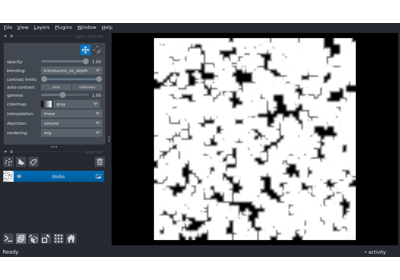 File View Layers Plugins Window Help
opacity: 1.00
blending: translucent_no_depth
contrast limits:
auto-contrast: once continuous
gamma: 1.00
colormap: gray
interpolation: linear
depiction: volume
rendering: mip
blobs
Ready activity